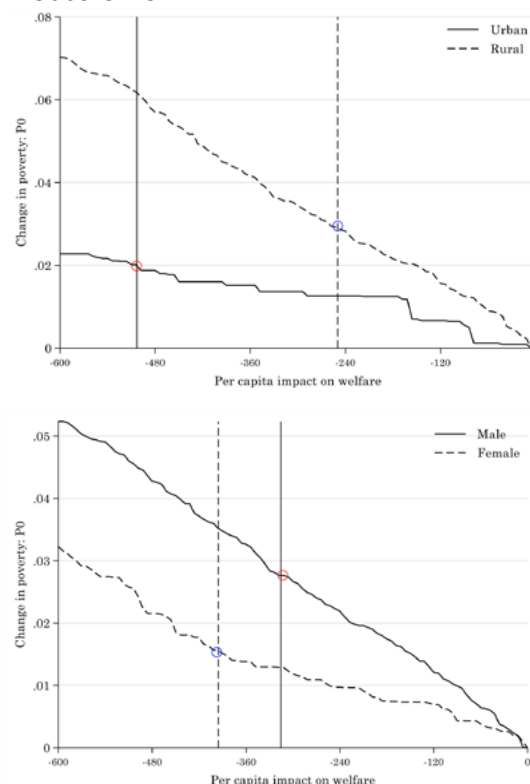 .08
Urban
Rural
.06
.04
.02
0
Change in poverty: P0
-600
-480
-360
-240
-120
Per capita impact on welfare
Male
Female
.05
.04
.03
.02
.01
0
Change in poverty: P0
-600
-480
-360
-240
-120
0
Per capita impact on welfare